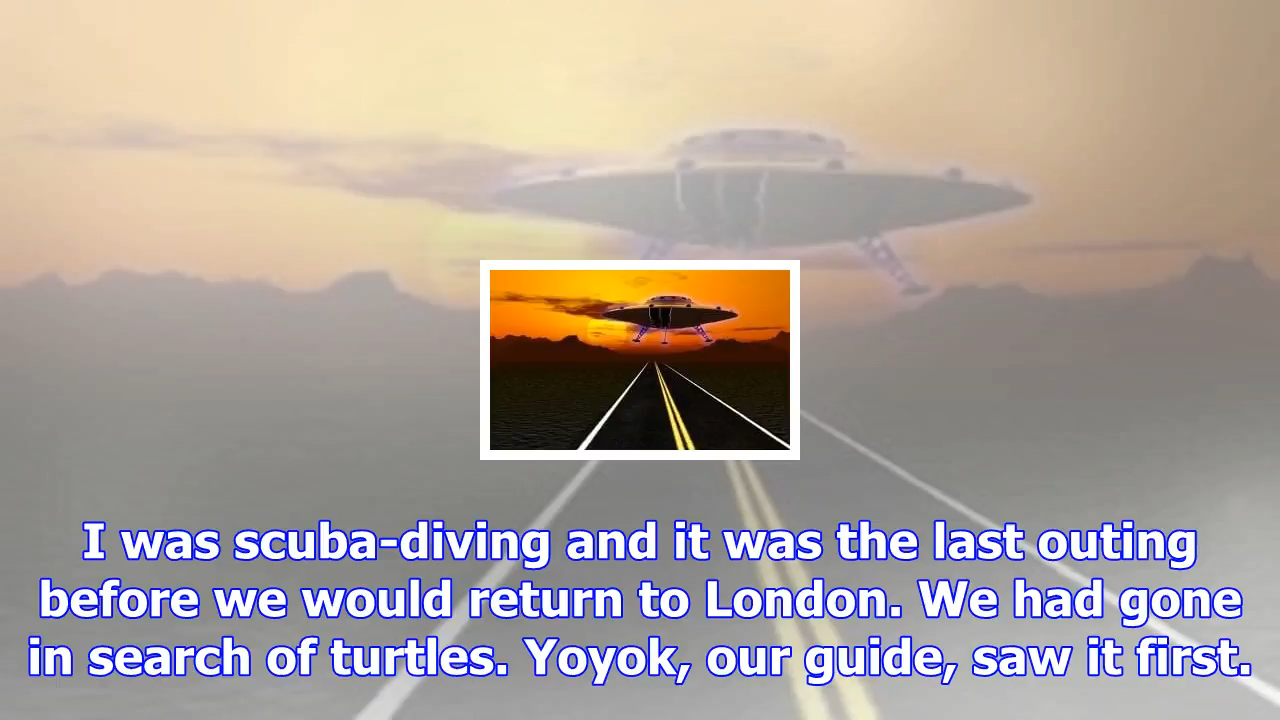 I was scuba-diving and it was the last outing
before we would return to London. We had gone
in search of turtles. Yoyok, our guide, saw it first.